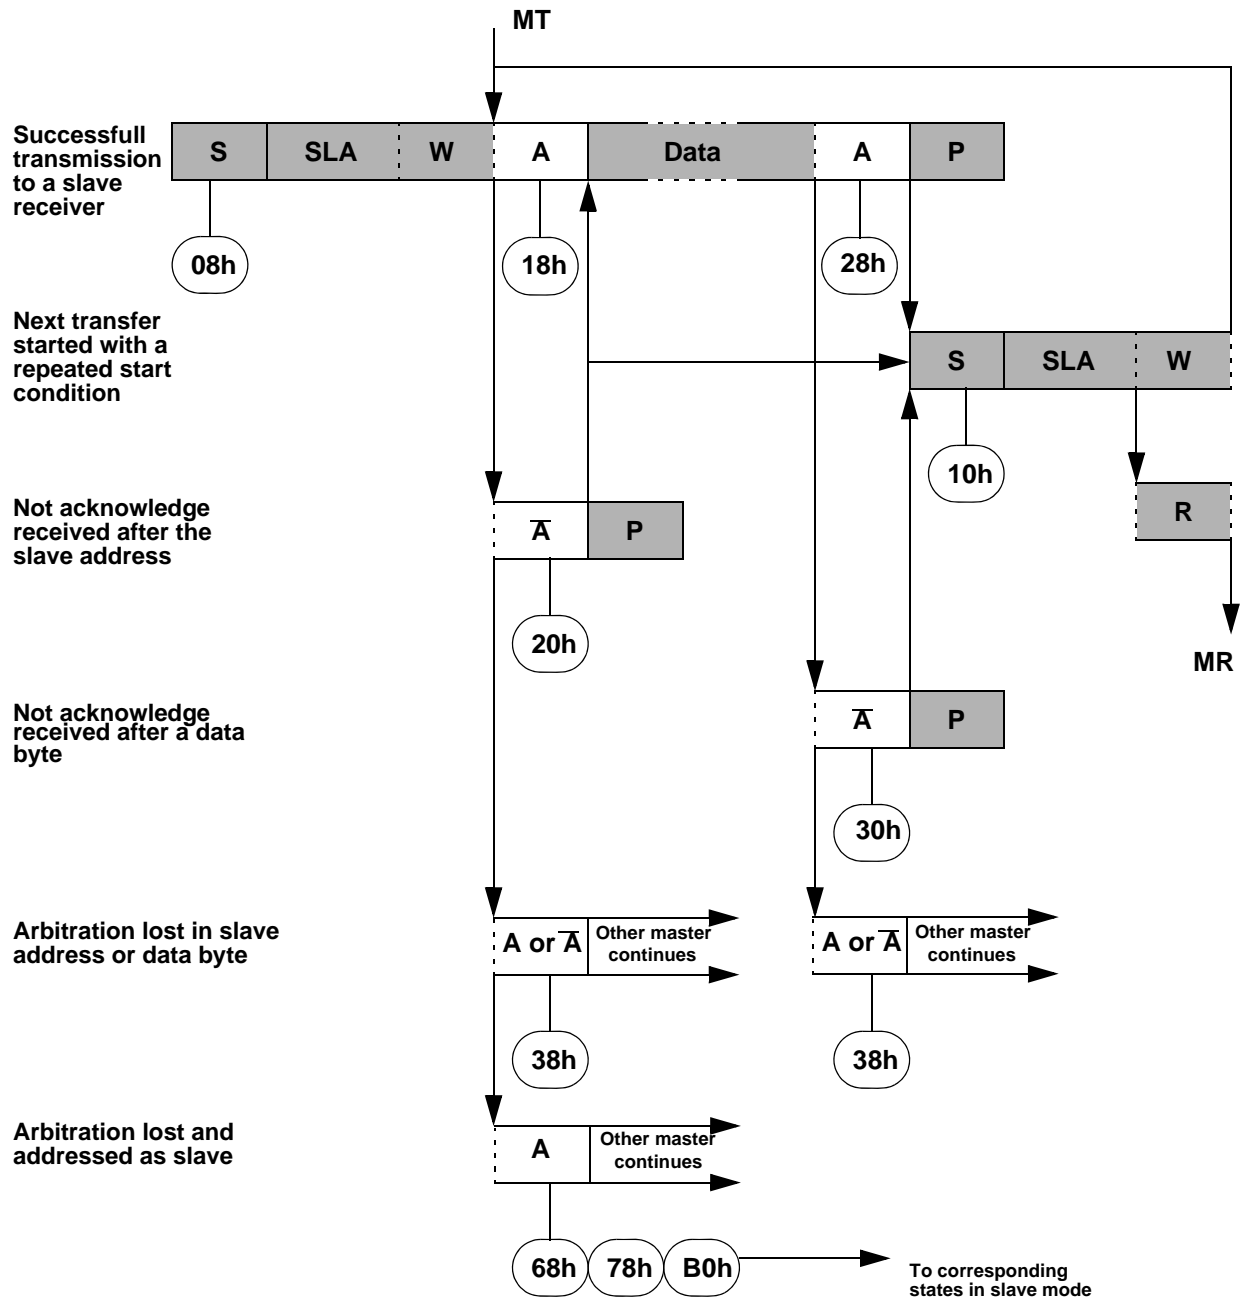 MT
Successfull
transmission
to a slave
receiver
S SLA W A Data A P
08h 18h 28h
Next transfer
started with a
repeated start
condition
S SLA W
10h
Not acknowledge
received after the
slave address
A̅ P
R
20h
MR
Not acknowledge
received after a data
byte
A̅ P
30h
Arbitration lost in slave
address or data byte
A or A̅ Other master
continues
A or A̅ Other master
continues
38h 38h
Arbitration lost and
addressed as slave
A Other master
continues
68h 78h B0h
To corresponding
states in slave mode